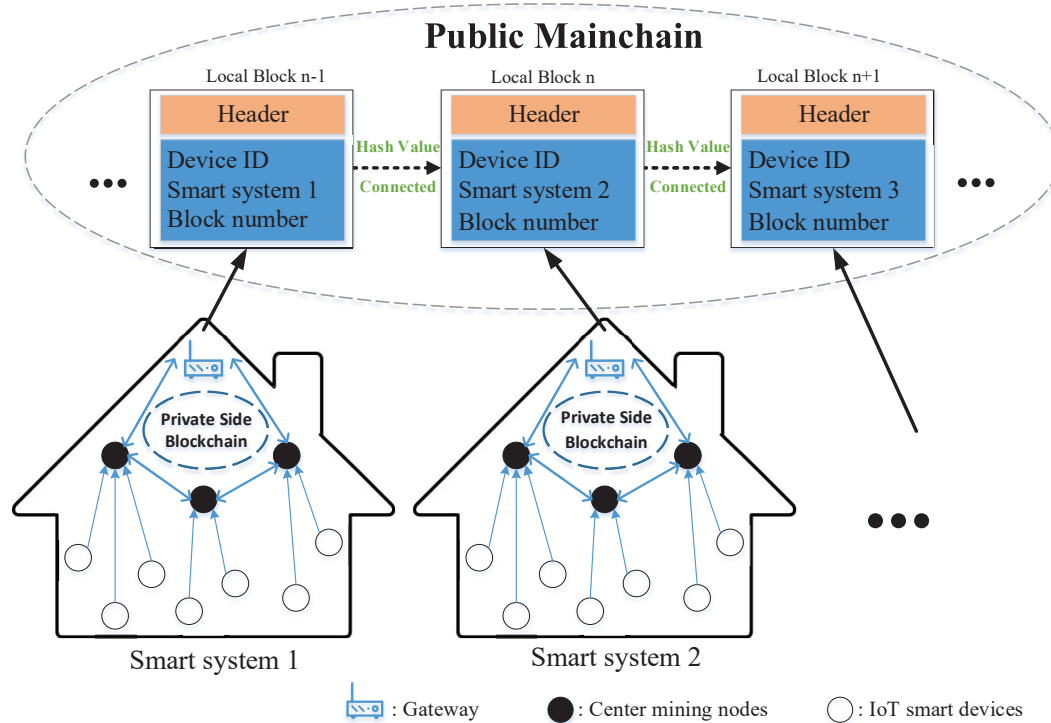 Public Mainchain
Local Block n-1
Local Block n
Local Block n+1
Header
Header
Header
Device ID
Smart system 1
Block number
Hash Value
Connected
Device ID
Smart system 2
Block number
Hash Value
Connected
Device ID
Smart system 3
Block number
Private Side
Blockchain
Private Side
Blockchain
Smart system 1
Smart system 2
: Gateway
: Center mining nodes
: IoT smart devices